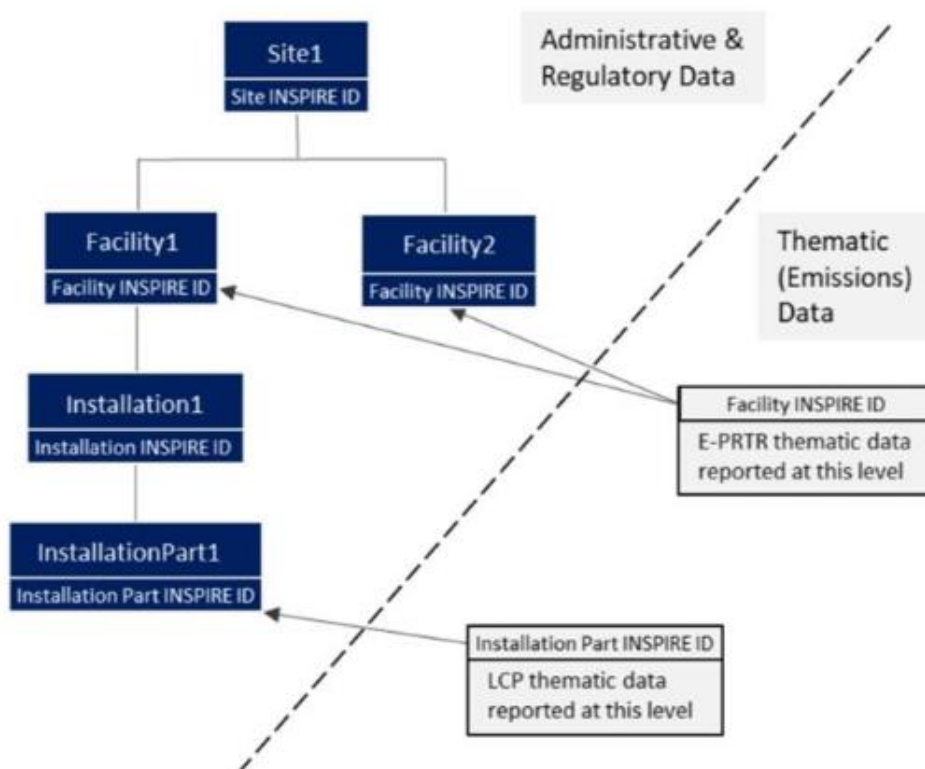 Site1
Site INSPIRE ID
Administrative &
Regulatory Data
Facility1
Facility INSPIRE ID
Facility2
Facility INSPIRE ID
Thematic
(Emissions)
Data
Installation1
Installation INSPIRE ID
Facility INSPIRE ID
E-PRTR thematic data
reported at this level
InstallationPart1
Installation Part INSPIRE ID
Installation Part INSPIRE ID
LCP thematic data
reported at this level